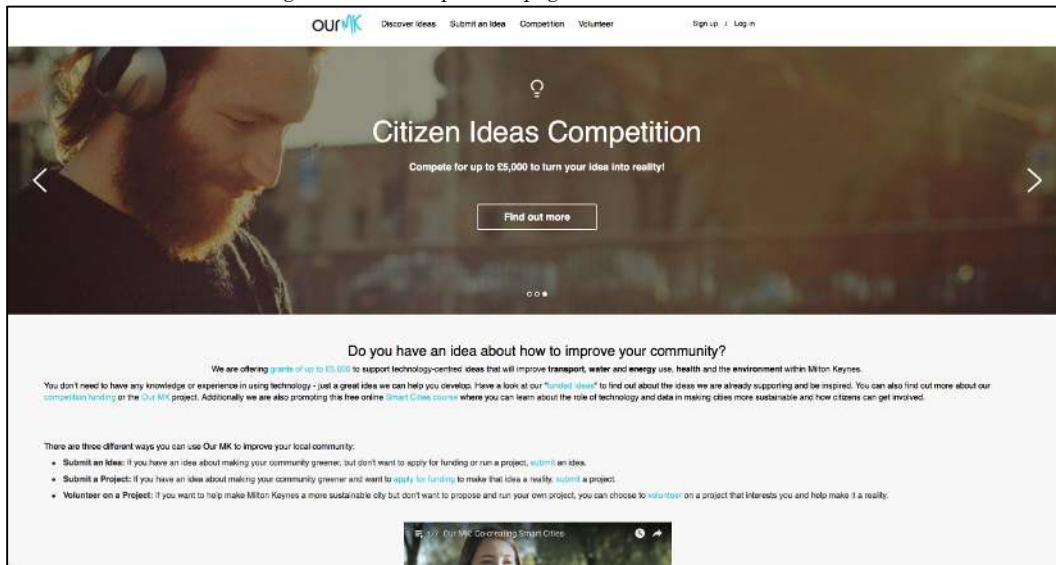 OUr MK Discover Ideas Submit an Idea Competition Volunteer Sign up / Log in
Citizen Ideas Competition
Compete for up to £5,000 to turn your idea into reality!
Find out more
Do you have an idea about how to improve your community?
We are offering grants of up to £5,000 to support technology-centred ideas that will improve transport, water and energy use, health and the environment within Milton Keynes.
You don't need to have any knowledge or experience in using technology - just a great idea we can help you develop. Have a look at our "funded ideas" to find out about the ideas we are already supporting and be inspired. You can also find out more about our
competition funding or the Our MK project. Additionally we are also promoting this free online Smart Cities course where you can learn about the role of technology and data in making cities more sustainable and how citizens can get involved.
There are three different ways you can use Our MK to improve your local community:
• Submit an Idea: if you have an idea about making your community greener, but don't want to apply for funding or run a project, submit an idea.
• Submit a Project: If you have an idea about making your community greener and want to apply for funding to make that idea a reality, submit a project.
• Volunteer on a Project: if you want to help make Milton Keynes a more sustainable city but don't want to propose and run your own project, you can choose to volunteer on a project that interests you and help make it a reality.
1/7 Our MK Co-creating Smart Cities